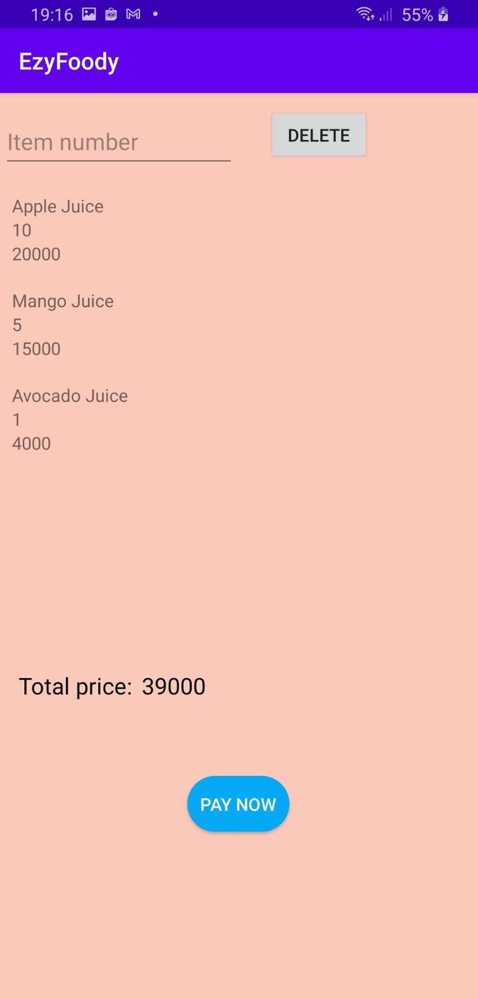 19:16 55%
EzyFoody
Item number
DELETE
Apple Juice
10
20000
Mango Juice
5
15000
Avocado Juice
1
4000
Total price: 39000
PAY NOW